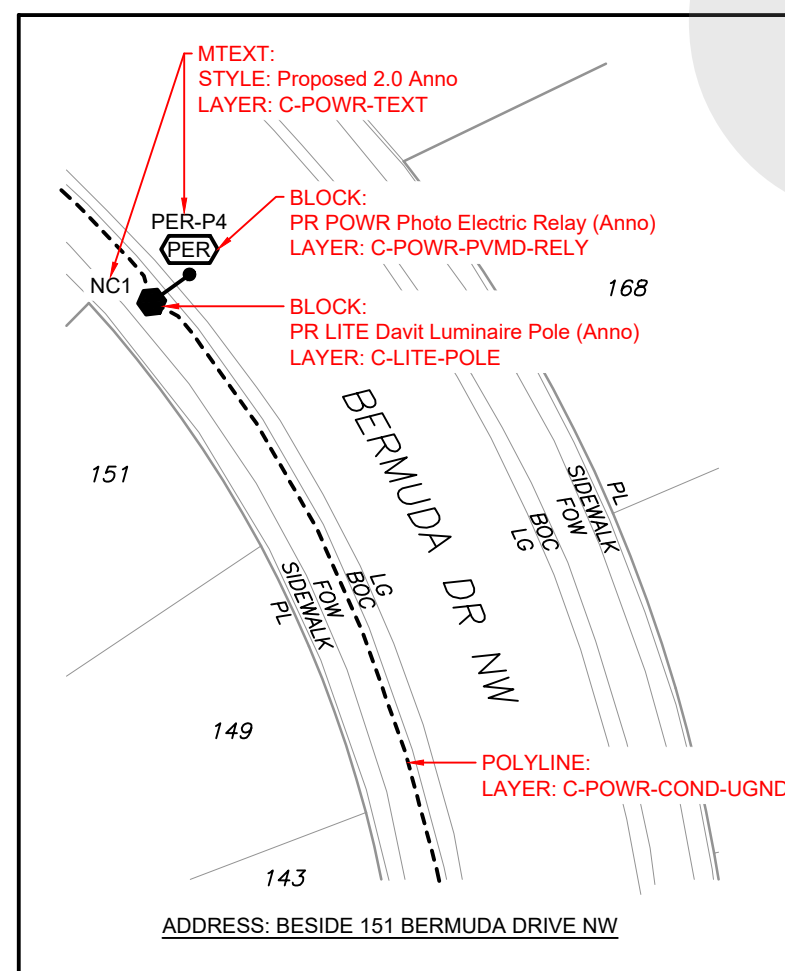 MTEXT:
STYLE: Proposed 2.0 Anno
LAYER: C-POWR-TEXT
BLOCK:
PR POWR Photo Electric Relay (Anno)
LAYER: C-POWR-PVMD-RELY
PER-P4
PER
NC1
168
BLOCK:
PR LITE Davit Luminaire Pole (Anno)
LAYER: C-LITE-POLE
BERMUDA DR NW
151
PL
SIDEWALK
FOW
BOC
LG
LG
BOC
FOW
SIDEWALK
PL
149
POLYLINE:
LAYER: C-POWR-COND-UGND
143
ADDRESS: BESIDE 151 BERMUDA DRIVE NW